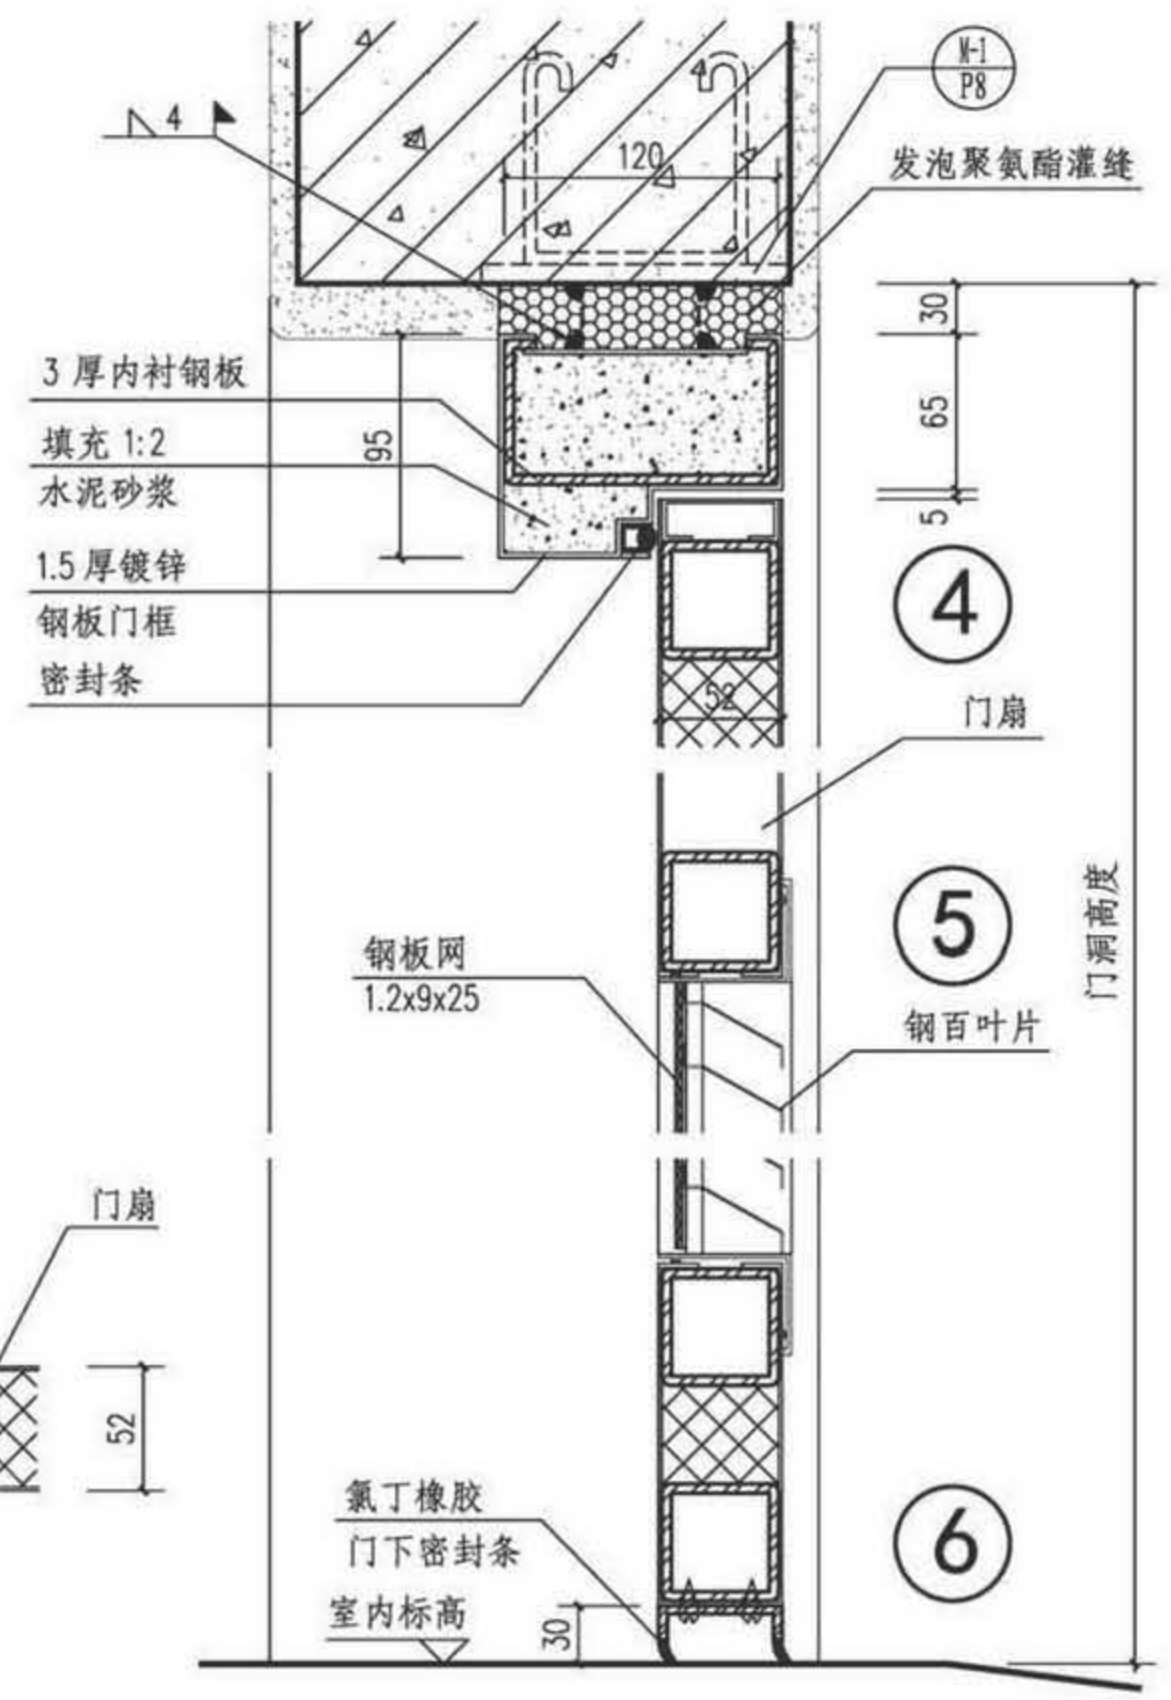 M-1
P8
4
120
发泡聚氨酯灌缝
30
3 厚内衬钢板
95
65
填充 1:2
水泥砂浆
5
1.5 厚镀锌
钢板门框
4
密封条
52
门扇
门洞高度
5
钢板网
1.2x9x25
钢百叶片
门扇
52
氯丁橡胶
门下密封条
6
室内标高
30